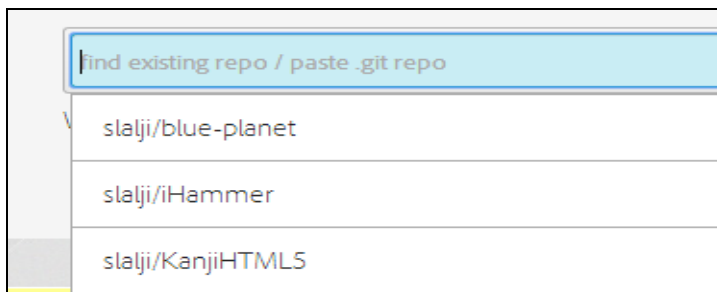 find existing repo / paste .git repo
slalji/blue-planet
slalji/iHammer
slalji/KanjiHTML5